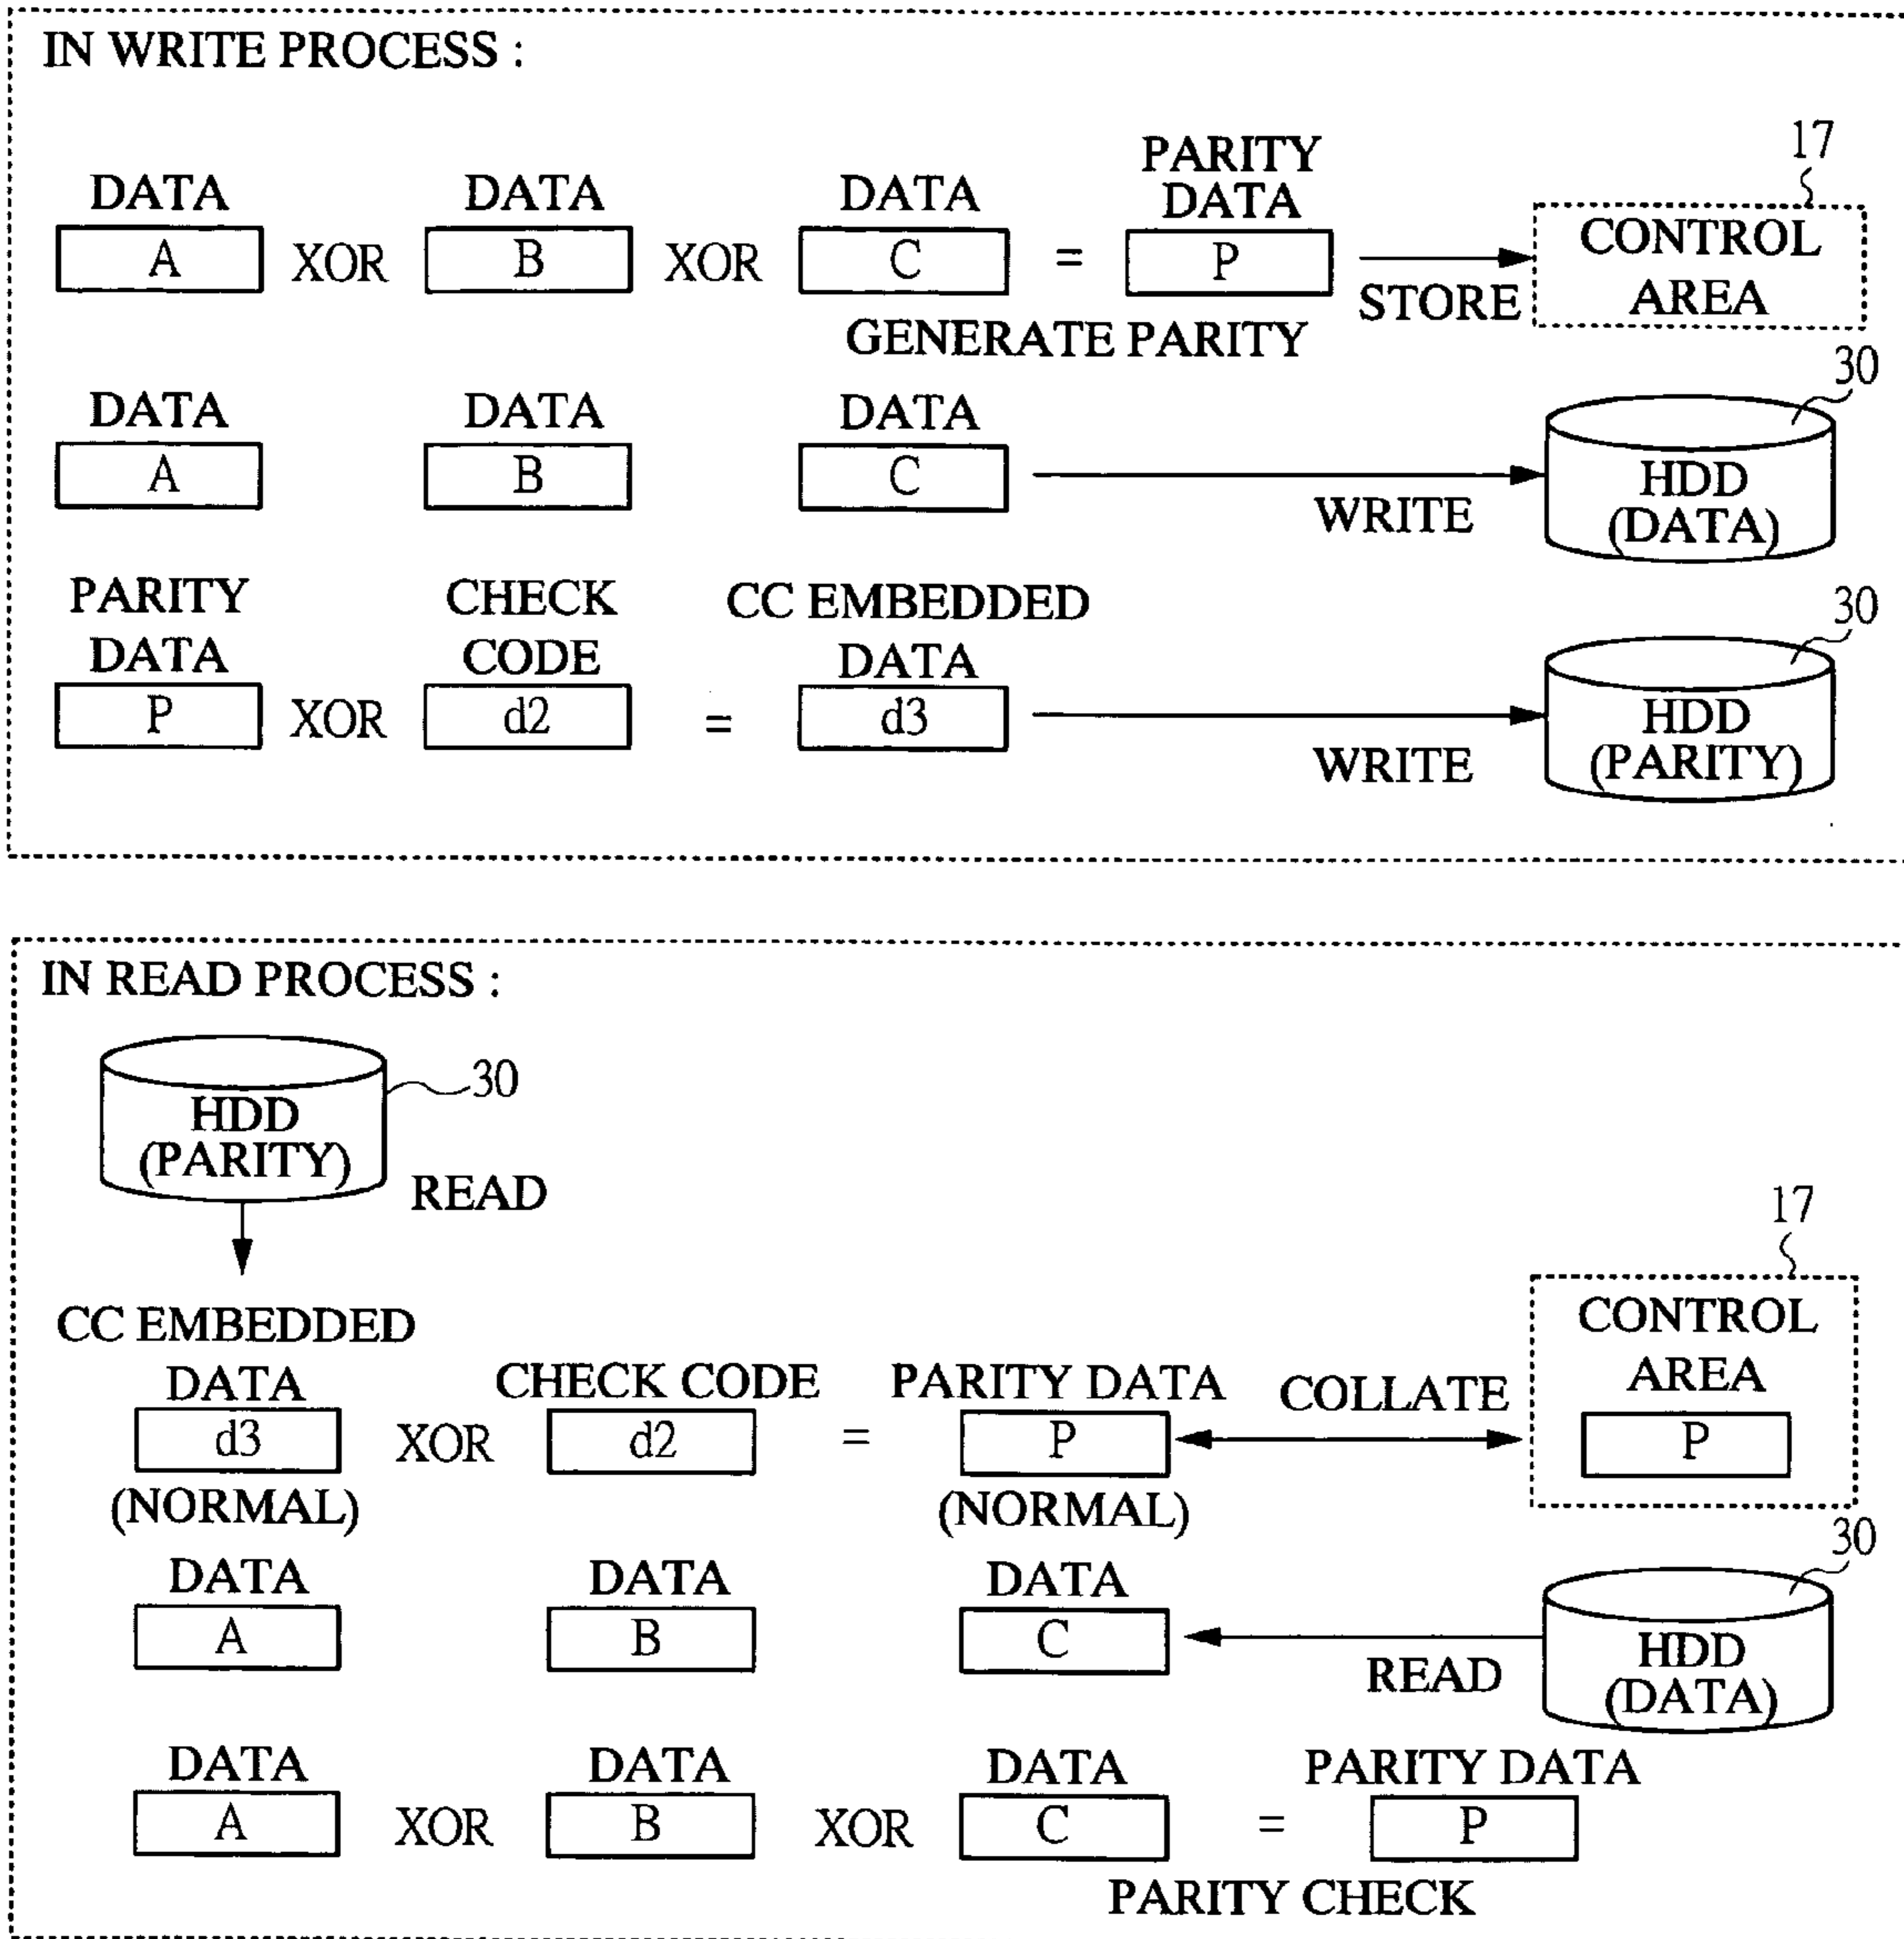 IN WRITE PROCESS :
17
DATA DATA DATA PARITY DATA
A XOR B XOR C = P STORE CONTROL AREA
GENERATE PARITY
30
DATA DATA DATA
A B C WRITE HDD (DATA)
30
PARITY DATA CHECK CODE CC EMBEDDED DATA
P XOR d2 = d3 WRITE HDD (PARITY)
IN READ PROCESS :
30
HDD
(PARITY)
READ
17
CC EMBEDDED DATA CHECK CODE PARITY DATA COLLATE CONTROL AREA
d3 XOR d2 = P P
(NORMAL) (NORMAL)
30
DATA DATA DATA
A B C READ HDD (DATA)
DATA DATA DATA PARITY DATA
A XOR B XOR C = P
PARITY CHECK